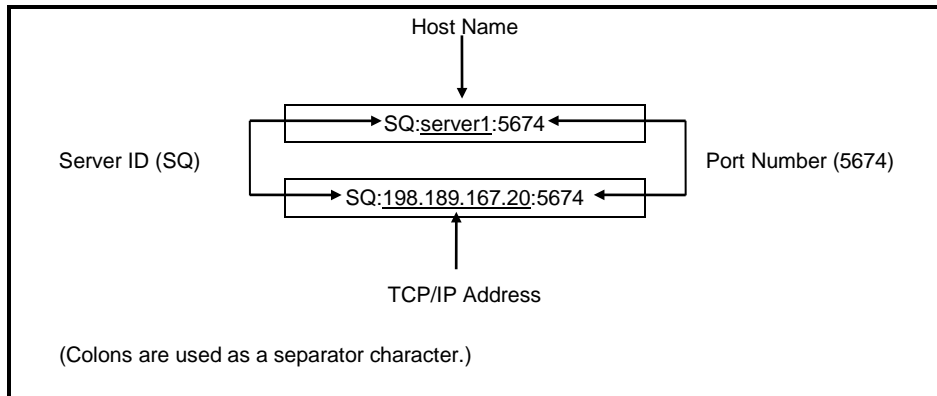 Host Name
SQ:server1:5674
Server ID (SQ)
Port Number (5674)
SQ:198.189.167.20:5674
TCP/IP Address
(Colons are used as a separator character.)